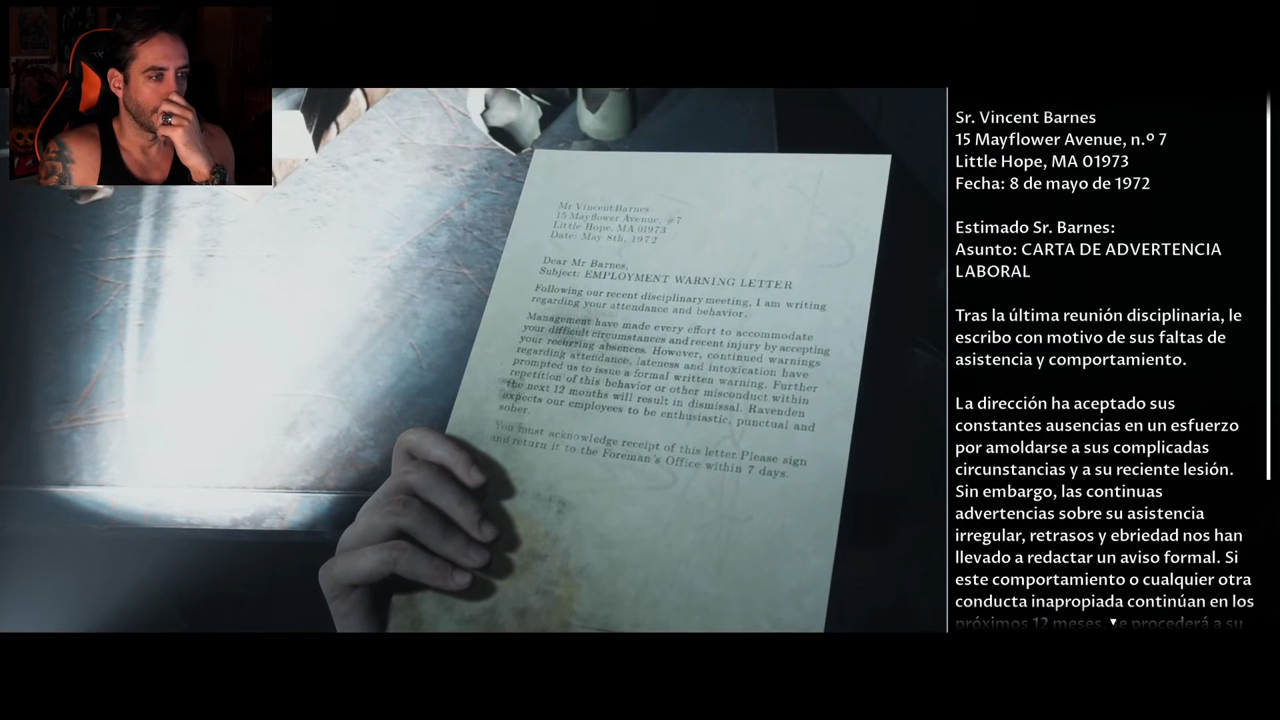 Mr Vincent Barnes
15 Mayflower Avenue, #7
Little Hope, MA 01973
Date: May 8th, 1972
Dear Mr Barnes,
Subject: EMPLOYMENT WARNING LETTER
Following our recent disciplinary meeting, I am writing
regarding your attendance and behavior.
Management have made every effort to accommodate
your difficult circumstances and recent injury by accepting
your recurring absences. However, continued warnings
regarding attendance, lateness and intoxication have
prompted us to issue a formal written warning. Further
repetition of this behavior or other misconduct within
the next 12 months will result in dismissal. Ravenden
expects our employees to be enthusiastic, punctual and
sober.
You must acknowledge receipt of this letter. Please sign
and return it to the Foreman's Office within 7 days.
Sr. Vincent Barnes
15 Mayflower Avenue, n.º 7
Little Hope, MA 01973
Fecha: 8 de mayo de 1972
Estimado Sr. Barnes:
Asunto: CARTA DE ADVERTENCIA
LABORAL
Tras la última reunión disciplinaria, le
escribo con motivo de sus faltas de
asistencia y comportamiento.
La dirección ha aceptado sus
constantes ausencias en un esfuerzo
por amoldarse a sus complicadas
circunstancias y a su reciente lesión.
Sin embargo, las continuas
advertencias sobre su asistencia
irregular, retrasos y ebriedad nos han
llevado a redactar un aviso formal. Si
este comportamiento o cualquier otra
conducta inapropiada continúan en los
próximos 12 meses, se procederá a su